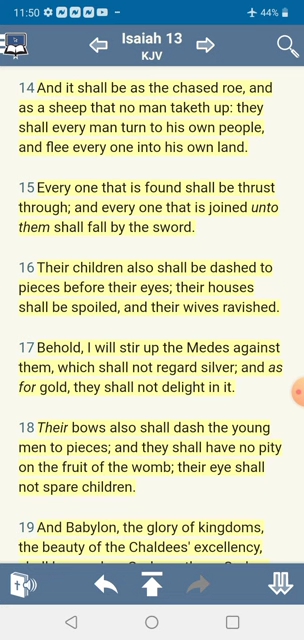 11:50
44%
Isaiah 13
KJV
14 And it shall be as the chased roe, and
as a sheep that no man taketh up: they
shall every man turn to his own people,
and flee every one into his own land.
15 Every one that is found shall be thrust
through; and every one that is joined unto
them shall fall by the sword.
16 Their children also shall be dashed to
pieces before their eyes; their houses
shall be spoiled, and their wives ravished.
17 Behold, I will stir up the Medes against
them, which shall not regard silver; and as
for gold, they shall not delight in it.
18 Their bows also shall dash the young
men to pieces; and they shall have no pity
on the fruit of the womb; their eye shall
not spare children.
19 And Babylon, the glory of kingdoms,
the beauty of the Chaldees' excellency,